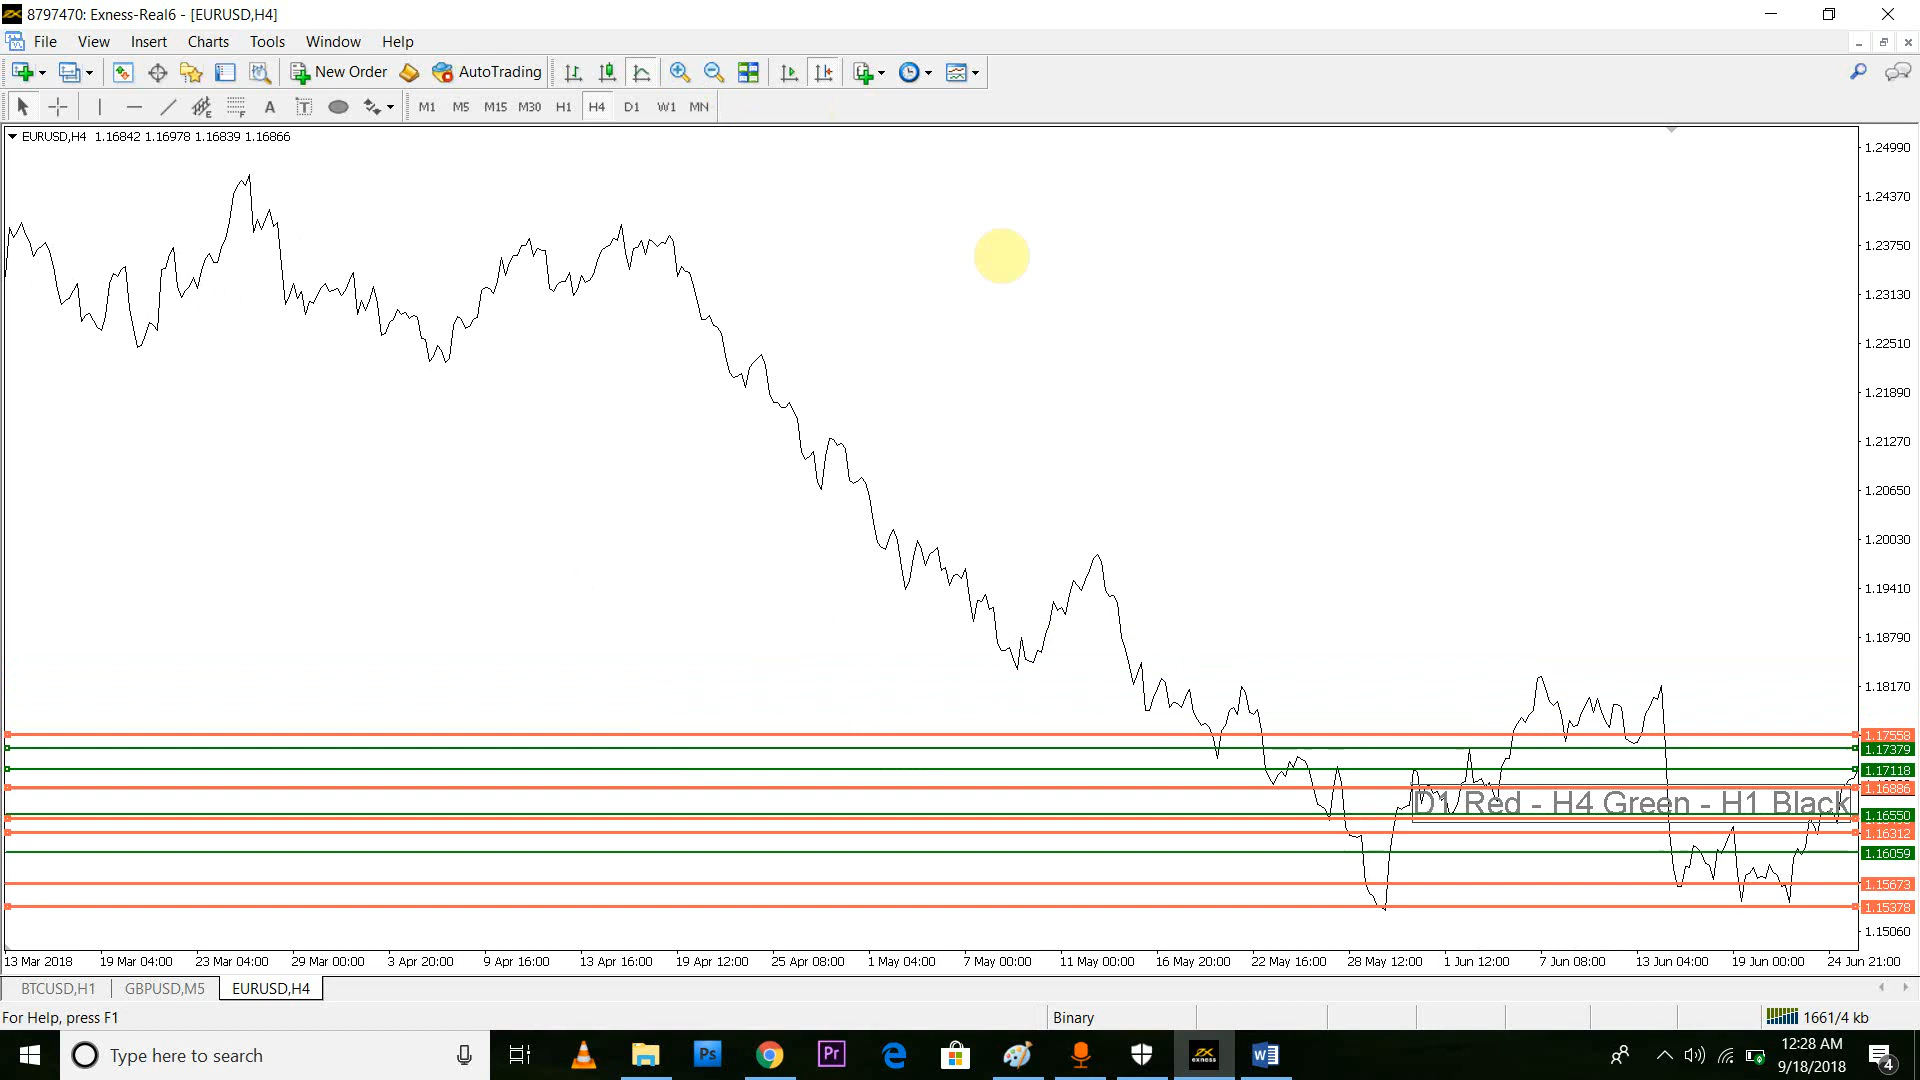 8797470: Exness-Real6 - [EURUSD,H4]
File View Insert Charts Tools Window Help
New Order AutoTrading
A T M1 M5 M15 M30 H1 H4 D1 W1 MN
EURUSD,H4 1.16842 1.16978 1.16839 1.16866
1.24990
1.24370
1.23750
1.23130
1.22510
1.21890
1.21270
1.20650
1.20030
1.19410
1.18790
1.18170
1.17558
1.17379
1.17118
1.16886
D1 Red - H4 Green - H1 Black
1.16550
1.16312
1.16059
1.15673
1.15378
1.15060
13 Mar 2018 19 Mar 04:00 23 Mar 04:00 29 Mar 00:00 3 Apr 20:00 9 Apr 16:00 13 Apr 16:00 19 Apr 12:00 25 Apr 08:00 1 May 04:00 7 May 00:00 11 May 00:00 16 May 20:00 22 May 16:00 28 May 12:00 1 Jun 12:00 7 Jun 08:00 13 Jun 04:00 19 Jun 00:00 24 Jun 21:00
BTCUSD,H1 GBPUSD,M5 EURUSD,H4
For Help, press F1 Binary 1661/4 kb
Type here to search Ps Pr exness 12:28 AM
9/18/2018 4